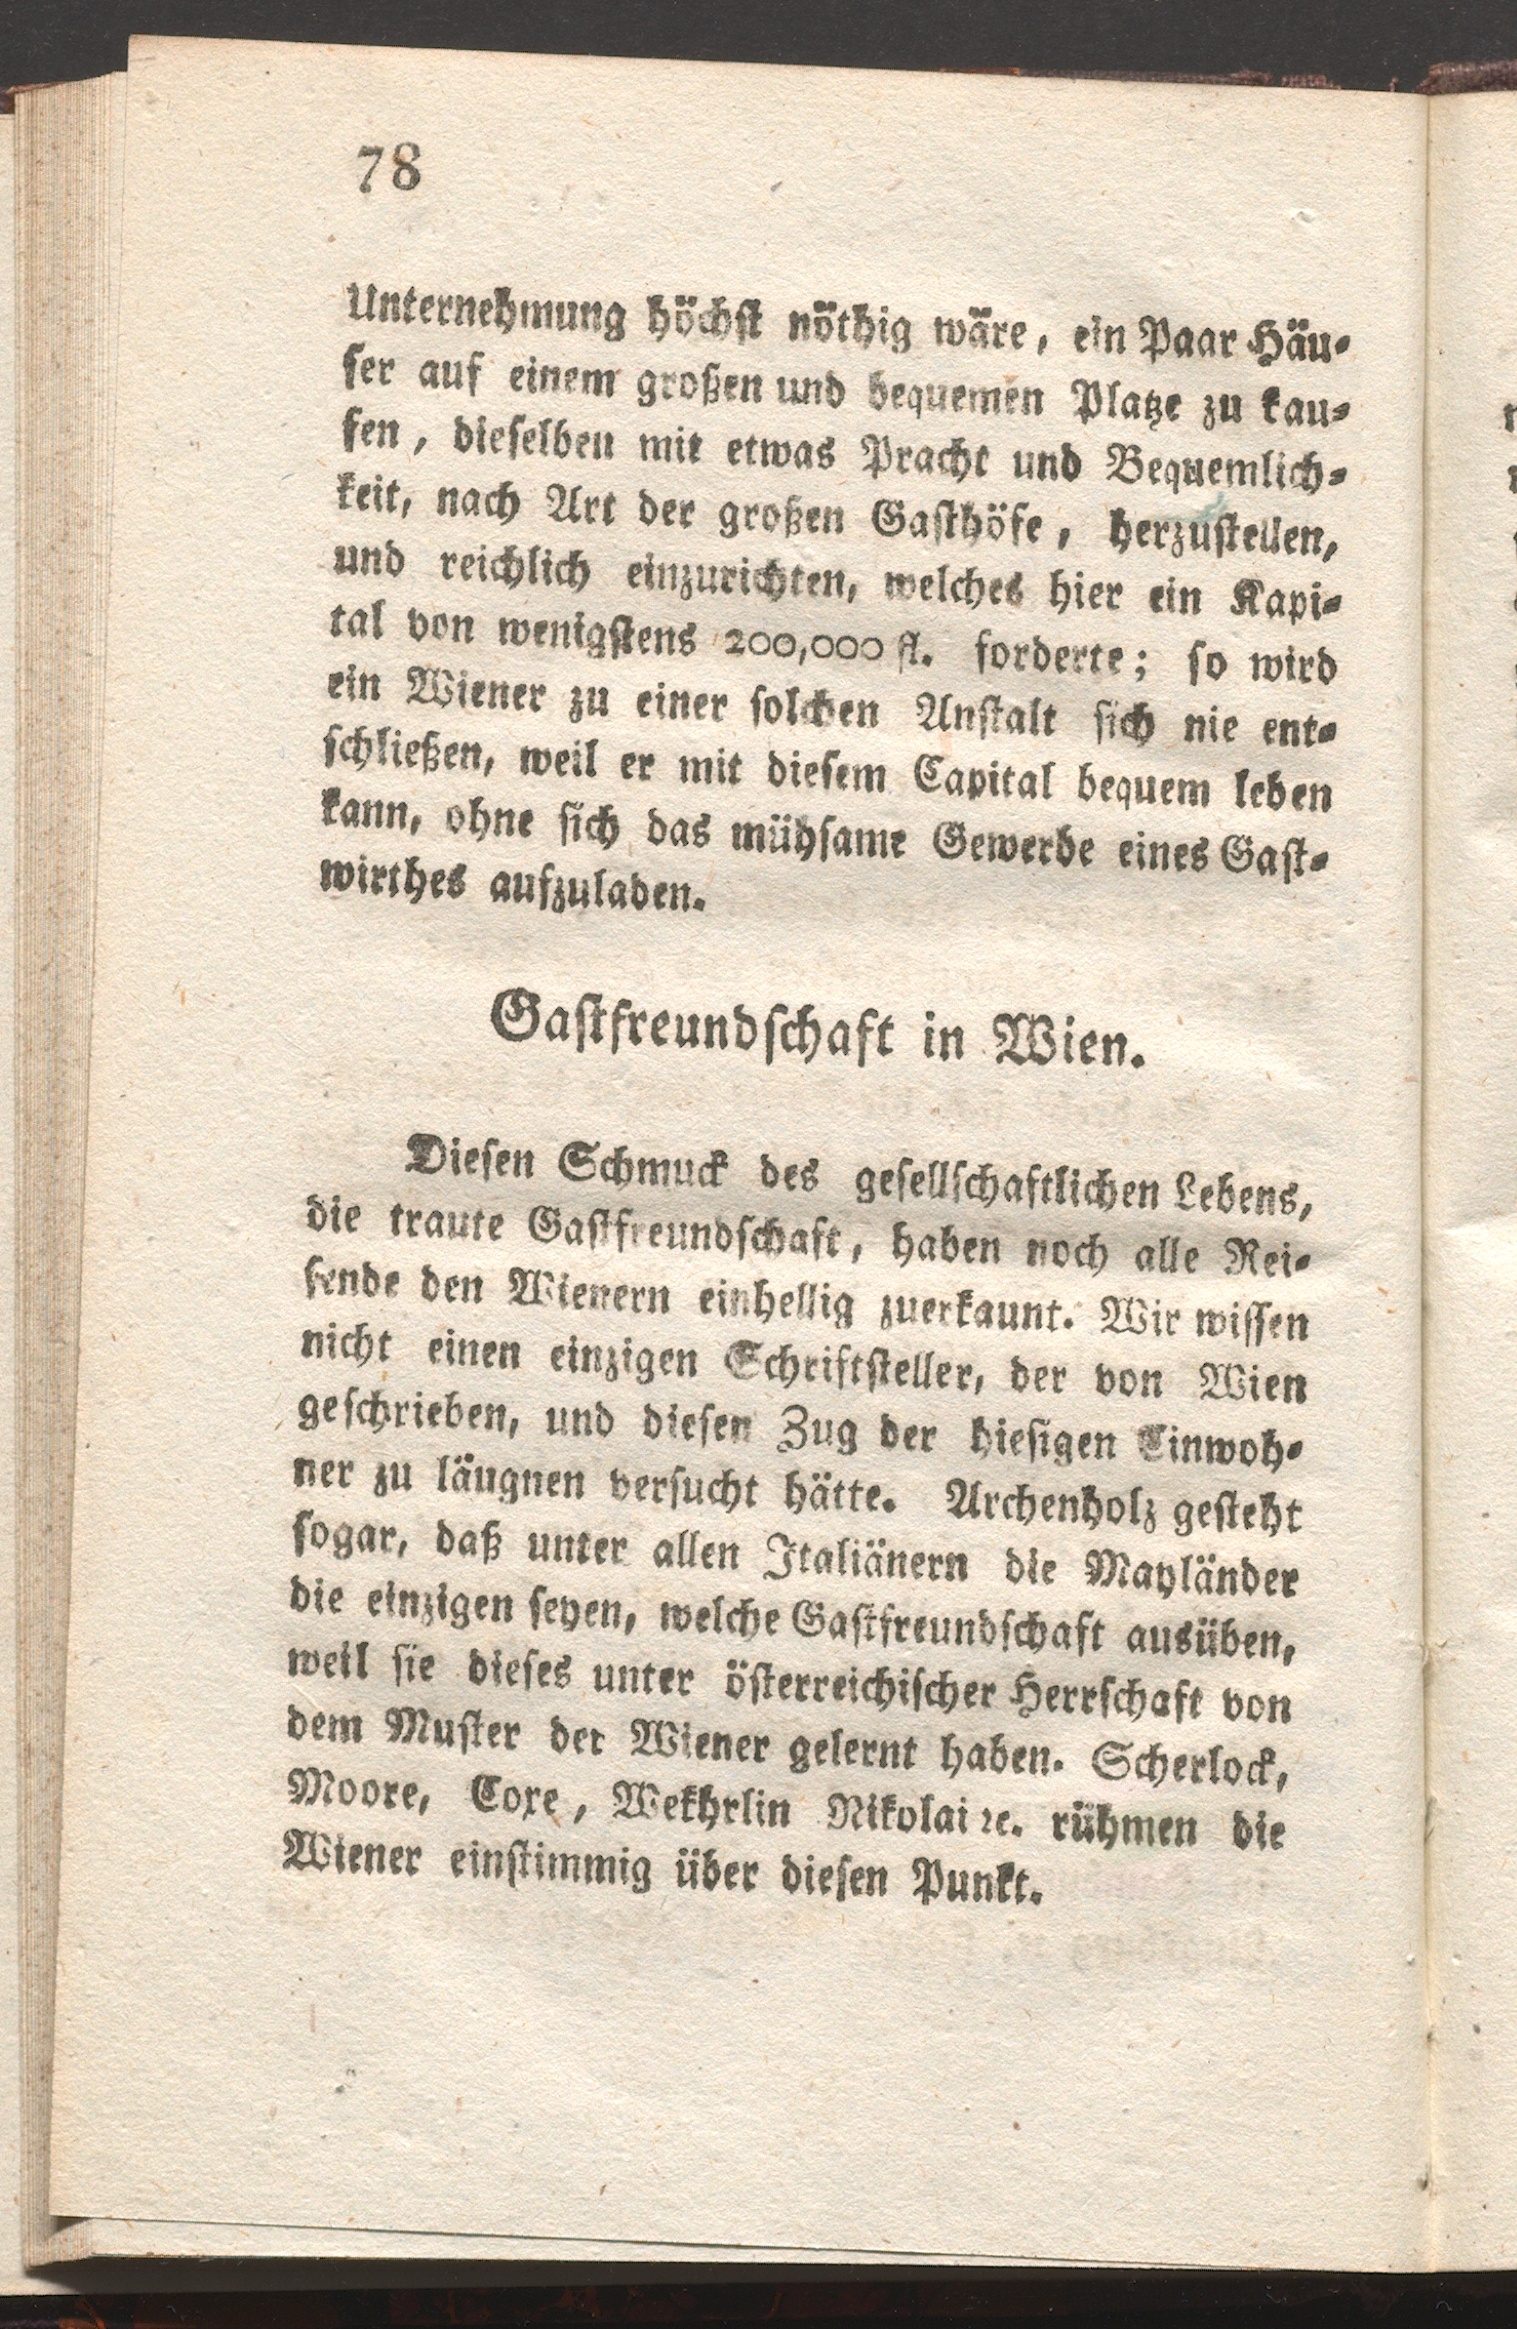 78
Unternehmung höchst nöthig wäre, ein Paar Häu-
ser auf einem großen und bequemen Platze zu kau-
fen, dieselben mit etwas Pracht und Bequemlich-
keit, nach Art der großen Gasthöfe, herzustellen,
und reichlich einzurichten, welches hier ein Kapi-
tal von wenigstens 200,000 fl. forderte; so wird
ein Wiener zu einer solchen Anstalt sich nie ent-
schließen, weil er mit diesem Capital bequem leben
kann, ohne sich das mühsame Gewerbe eines Gast-
wirthes aufzuladen.
Gastfreundschaft in Wien.
Diesen Schmuck des gesellschaftlichen Lebens,
die traute Gastfreundschaft, haben noch alle Rei-
sende den Wienern einhellig zuerkaunt. Wir wissen
nicht einen einzigen Schriftsteller, der von Wien
geschrieben, und diesen Zug der hiesigen Einwoh-
ner zu läugnen versucht hätte. Archenholz gesteht
sogar, daß unter allen Italiänern die Mayländer
die einzigen seyen, welche Gastfreundschaft ausüben,
weil sie dieses unter österreichischer Herrschaft von
dem Muster der Wiener gelernt haben. Scherlock,
Moore, Coxe, Wekhrlin Nikolai ꝛc. rühmen die
Wiener einstimmig über diesen Punkt.